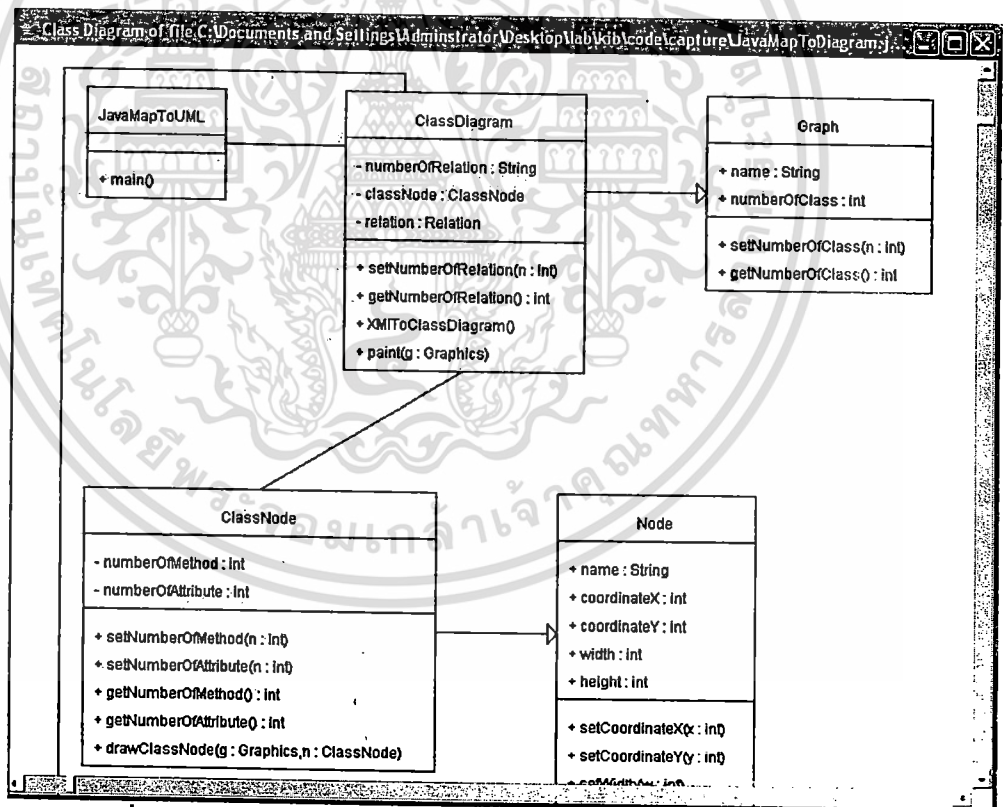 Class Diagram of file C:\Documents and Settings\Adminstrator\Desktop\lab\kib\code\capture\JavaMapToDiagram.j...
JavaMapToUML
+ main()
ClassDiagram
- numberOfRelation : String
- classNode : ClassNode
- relation : Relation
+ setNumberOfRelation(n : int)
+ getNumberOfRelation() : int
+ XMIToClassDiagram()
+ paint(g : Graphics)
Graph
+ name : String
+ numberOfClass : int
+ setNumberOfClass(n : int)
+ getNumberOfClass() : int
ClassNode
- numberOfMethod : int
- numberOfAttribute : int
+ setNumberOfMethod(n : int)
+ setNumberOfAttribute(n : int)
+ getNumberOfMethod() : int
+ getNumberOfAttribute() : int
+ drawClassNode(g : Graphics,n : ClassNode)
Node
+ name : String
+ coordinateX : int
+ coordinateY : int
+ width : int
+ height : int
+ setCoordinateX(x : int)
+ setCoordinateY(y : int)
+ setWidth(w : int)